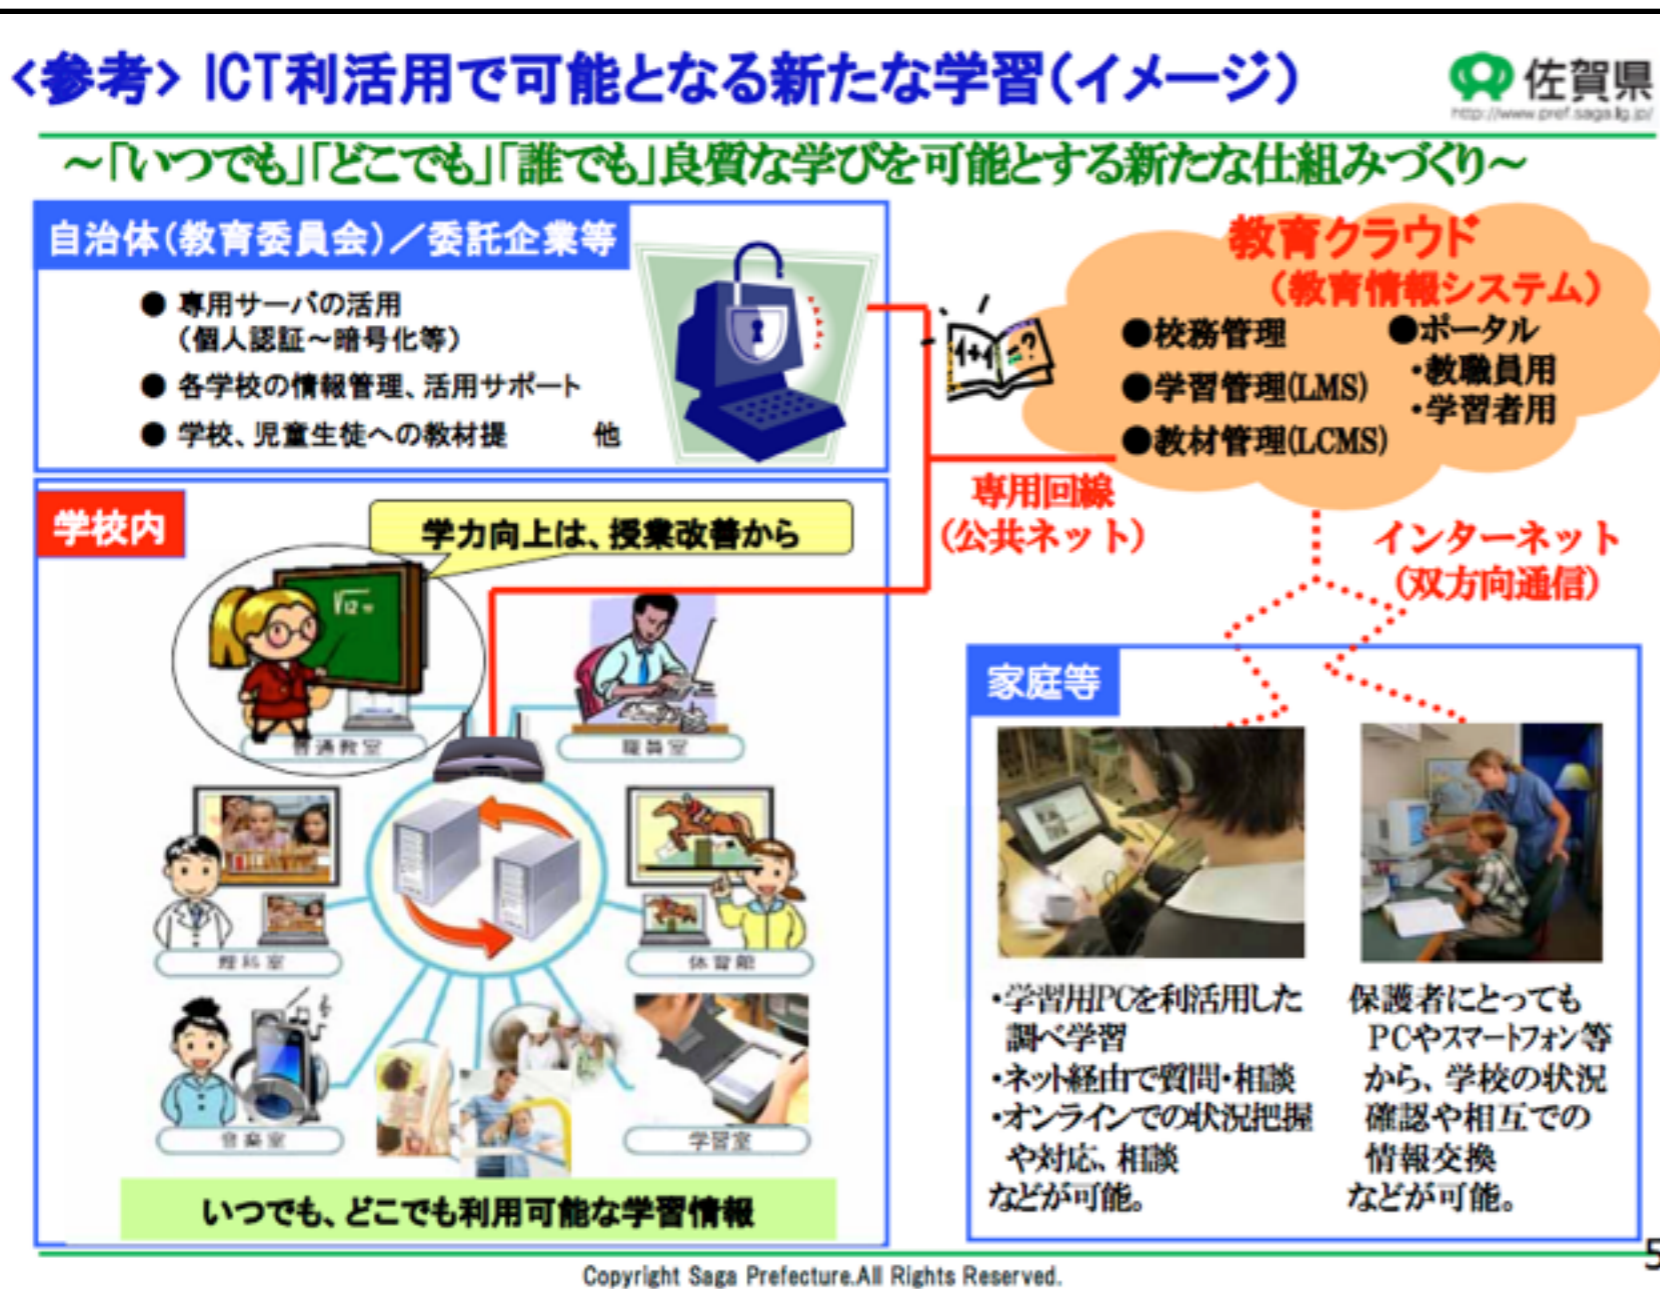 <参考> ICT利活用で可能となる新たな学習(イメージ)
佐賀県
http://www.pref.saga.lg.jp/
～「いつでも」「どこでも」「誰でも」良質な学びを可能とする新たな仕組みづくり～
自治体(教育委員会)／委託企業等
● 専用サーバの活用
(個人認証～暗号化等)
● 各学校の情報管理、活用サポート
● 学校、児童生徒への教材提　　他
教育クラウド
(教育情報システム)
●校務管理
●学習管理(LMS)
●教材管理(LCMS)
●ポータル
・教職員用
・学習者用
1+1
=?
専用回線
(公共ネット)
インターネット
(双方向通信)
学校内
学力向上は、授業改善から
√12
普通教室
職員室
理科室
体育館
音楽室
学習室
いつでも、どこでも利用可能な学習情報
家庭等
・学習用PCを利活用した
調べ学習
・ネット経由で質問・相談
・オンラインでの状況把握
や対応、相談
などが可能。
保護者にとっても
PCやスマートフォン等
から、学校の状況
確認や相互での
情報交換
などが可能。
5
Copyright Saga Prefecture.All Rights Reserved.